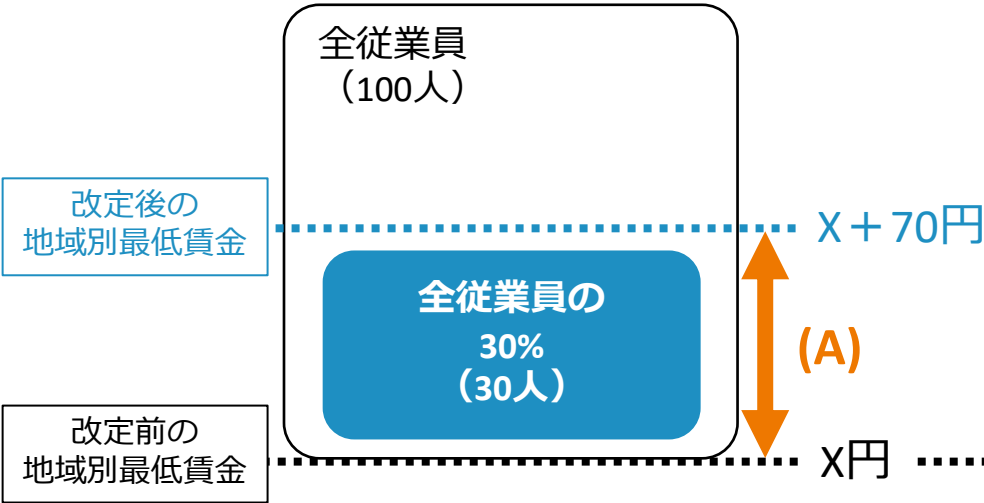 全従業員
（100人）
改定後の
地域別最低賃金
X＋70円
全従業員の
30%
（30人）
(A)
改定前の
地域別最低賃金
X円